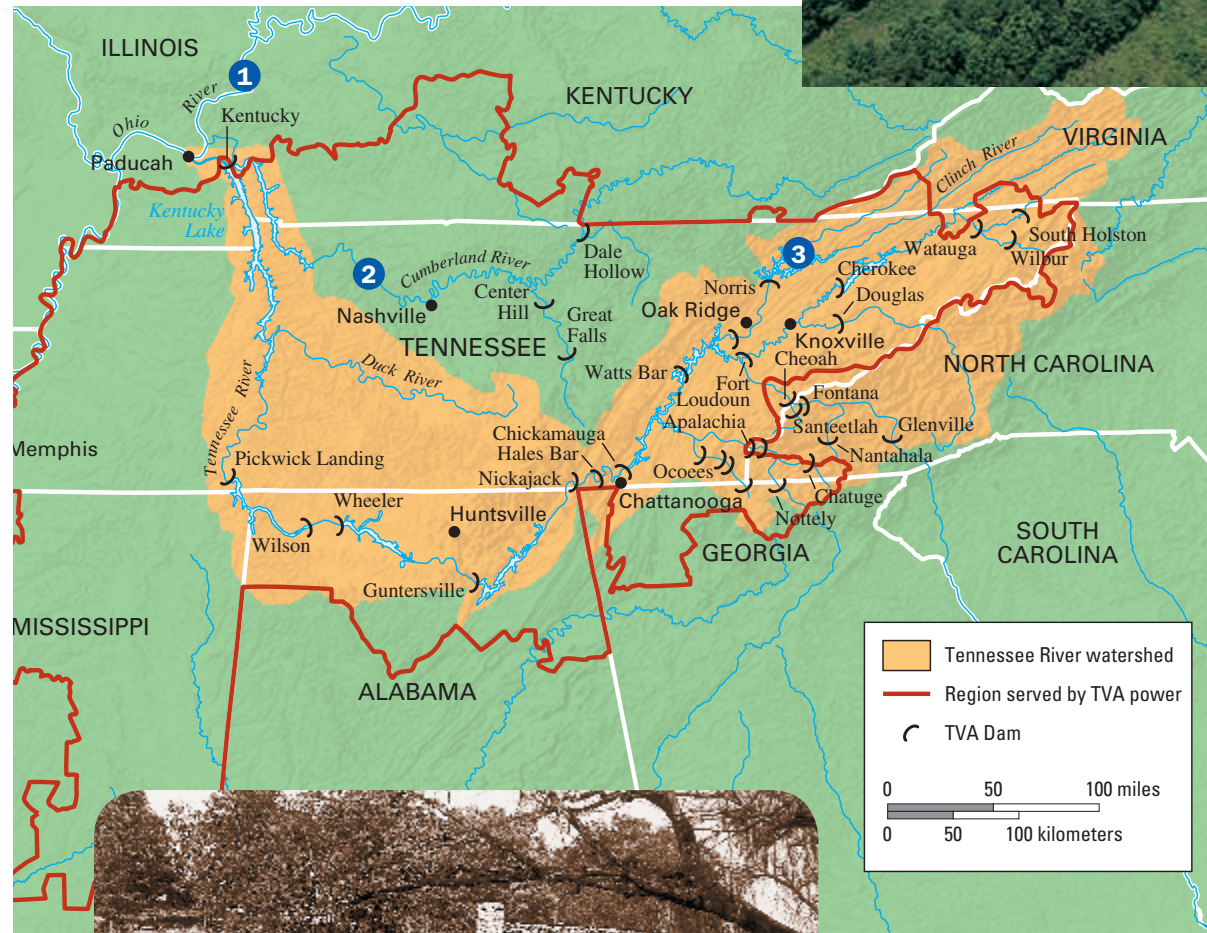 ILLINOIS
1
River
Ohio
Kentucky
KENTUCKY
VIRGINIA
Paducah
Clinch River
Kentucky
Lake
Dale
Hollow
3
Watauga
South Holston
Wilbur
2
Cumberland River
Norris
Cherokee
Center
Hill
Douglas
Nashville
Great
Falls
Oak Ridge
Knoxville
TENNESSEE
Duck River
Watts Bar
Fort
Loudoun
Cheoah
NORTH CAROLINA
Fontana
Tennessee River
Apalachia
Santeetlah
Glenville
Memphis
Chickamauga
Hales Bar
Nantahala
Pickwick Landing
Nickajack
Ocoees
Chattanooga
Chatuge
Wheeler
Huntsville
Nottely
Wilson
GEORGIA
SOUTH
CAROLINA
Guntersville
MISSISSIPPI
ALABAMA
Tennessee River watershed
Region served by TVA power
TVA Dam
0 50 100 miles
0 50 100 kilometers